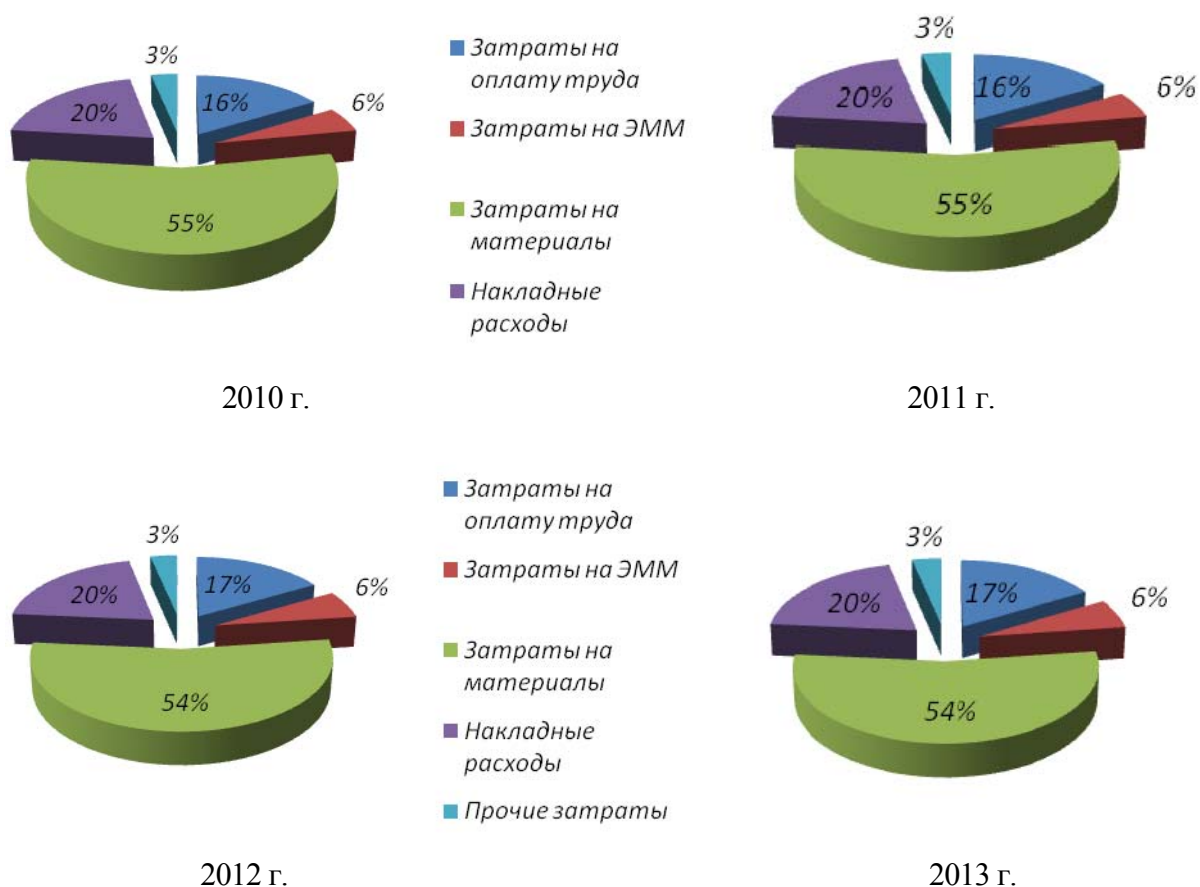 3%
20%
16%
6%
55%
Затраты на
оплату труда
Затраты на ЭММ
Затраты на
материалы
Накладные
расходы
3%
20%
16%
6%
55%
2010 г.
2011 г.
3%
20%
17%
6%
54%
Затраты на
оплату труда
Затраты на ЭММ
Затраты на
материалы
Накладные
расходы
Прочие затраты
3%
20%
17%
6%
54%
2012 г.
2013 г.